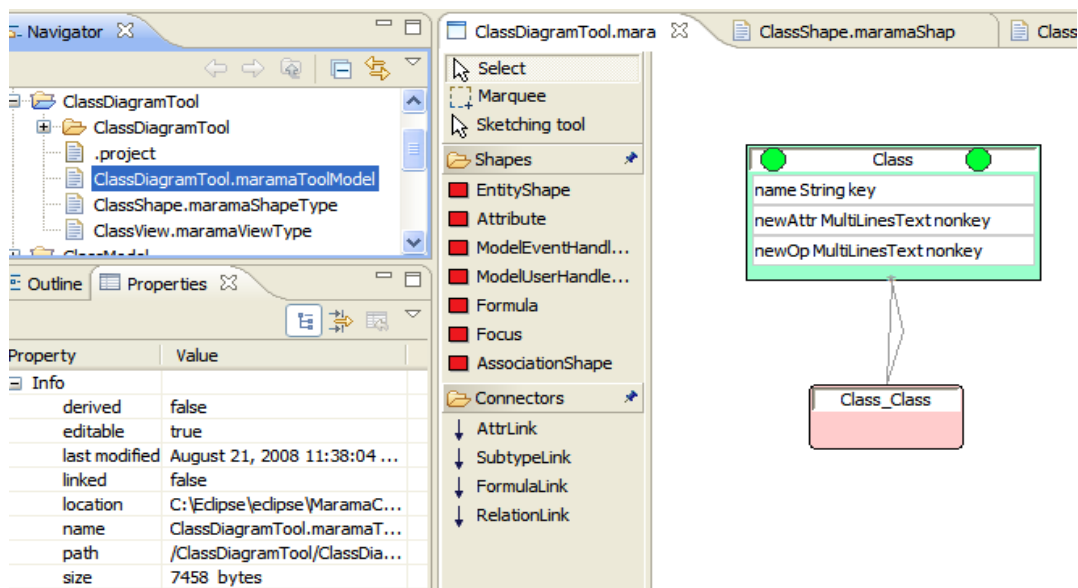 Navigator
ClassDiagramTool
ClassDiagramTool
.project
ClassDiagramTool.maramaToolModel
ClassShape.maramaShapeType
ClassView.maramaViewType
ClassModel
Outline
Properties
Property Value
Info
derived false
editable true
last modified August 21, 2008 11:38:04 ...
linked false
location C:\Eclipse\eclipse\MaramaC...
name ClassDiagramTool.maramaT...
path /ClassDiagramTool/ClassDia...
size 7458 bytes
ClassDiagramTool.mara
ClassShape.maramaShap
Class
Select
Marquee
Sketching tool
Shapes
EntityShape
Attribute
ModelEventHandl...
ModelUserHandle...
Formula
Focus
AssociationShape
Connectors
AttrLink
SubtypeLink
FormulaLink
RelationLink
Class
name String key
newAttr MultiLinesText nonkey
newOp MultiLinesText nonkey
Class_Class